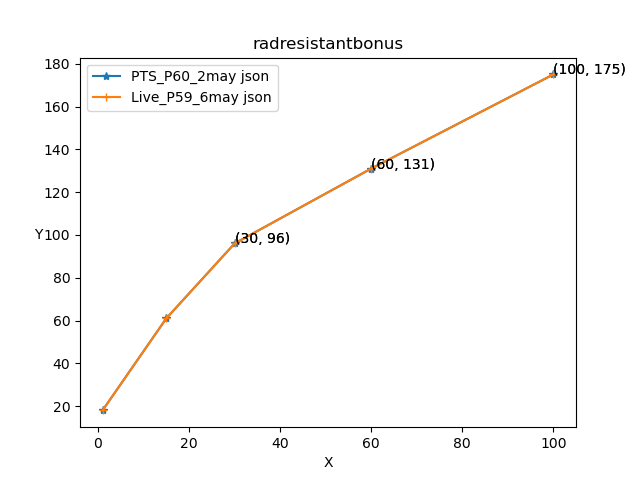 radresistantbonus
PTS_P60_2may json
Live_P59_6may json
(100, 175)
(60, 131)
(30, 96)
180
160
140
120
100
80
60
40
20
Y
0 20 40 60 80 100
X